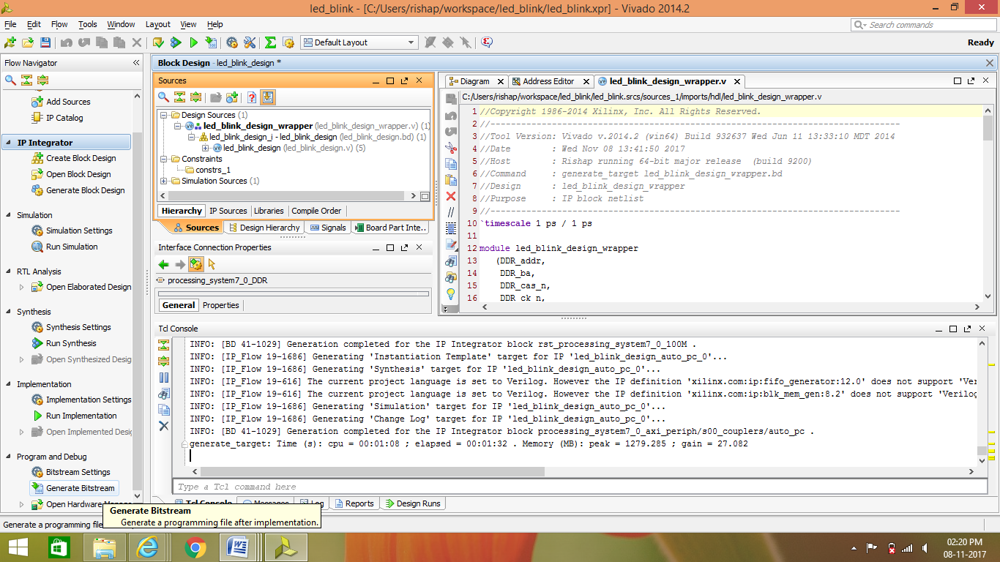 led_blink - [C:/Users/rishap/workspace/led_blink/led_blink.xpr] - Vivado 2014.2
File Edit Flow Tools Window Layout View Help
Search commands
Default Layout
Ready
Flow Navigator
Add Sources
IP Catalog
IP Integrator
Create Block Design
Open Block Design
Generate Block Design
Simulation
Simulation Settings
Run Simulation
RTL Analysis
Open Elaborated Design
Synthesis
Synthesis Settings
Run Synthesis
Open Synthesized Desig
Implementation
Implementation Settings
Run Implementation
Open Implemented Desig
Program and Debug
Bitstream Settings
Generate Bitstream
Open Hardware Manage
Block Design - led_blink_design *
Sources
Design Sources (1)
led_blink_design_wrapper (led_blink_design_wrapper.v) (1)
led_blink_design_i - led_blink_design (led_blink_design.bd) (1)
led_blink_design (led_blink_design.v) (5)
Constraints
constrs_1
Simulation Sources (1)
Hierarchy IP Sources Libraries Compile Order
Sources Design Hierarchy Signals Board Part Inte..
Interface Connection Properties
processing_system7_0_DDR
General Properties
Diagram Address Editor led_blink_design_wrapper.v
C:/Users/rishap/workspace/led_blink/led_blink.srcs/sources_1/imports/hdl/led_blink_design_wrapper.v
1 //Copyright 1986-2014 Xilinx, Inc. All Rights Reserved.
2 //--------------------------------------------------------------------------------
3 //Tool Version: Vivado v.2014.2 (win64) Build 932637 Wed Jun 11 13:33:10 MDT 2014
4 //Date : Wed Nov 08 13:41:50 2017
5 //Host : Rishap running 64-bit major release (build 9200)
6 //Command : generate_target led_blink_design_wrapper.bd
7 //Design : led_blink_design_wrapper
8 //Purpose : IP block netlist
9 //--------------------------------------------------------------------------------
10 `timescale 1 ps / 1 ps
11
12 module led_blink_design_wrapper
13 (DDR_addr,
14 DDR_ba,
15 DDR_cas_n,
16 DDR_ck_n,
Tcl Console
INFO: [BD 41-1029] Generation completed for the IP Integrator block rst_processing_system7_0_100M .
INFO: [IP_Flow 19-1686] Generating 'Instantiation Template' target for IP 'led_blink_design_auto_pc_0'...
INFO: [IP_Flow 19-1686] Generating 'Synthesis' target for IP 'led_blink_design_auto_pc_0'...
INFO: [IP_Flow 19-616] The current project language is set to Verilog. However the IP definition 'xilinx.com:ip:fifo_generator:12.0' does not support 'Ver
INFO: [IP_Flow 19-616] The current project language is set to Verilog. However the IP definition 'xilinx.com:ip:blk_mem_gen:8.2' does not support 'Verilog
INFO: [IP_Flow 19-1686] Generating 'Simulation' target for IP 'led_blink_design_auto_pc_0'...
INFO: [IP_Flow 19-1686] Generating 'Change Log' target for IP 'led_blink_design_auto_pc_0'...
INFO: [BD 41-1029] Generation completed for the IP Integrator block processing_system7_0_axi_periph/s00_couplers/auto_pc .
generate_target: Time (s): cpu = 00:01:08 ; elapsed = 00:01:32 . Memory (MB): peak = 1279.285 ; gain = 27.082
Type a Tcl command here
Tcl Console Messages Log Reports Design Runs
Generate Bitstream
Generate a programming file after implementation.
Generate a programming file
02:20 PM
08-11-2017